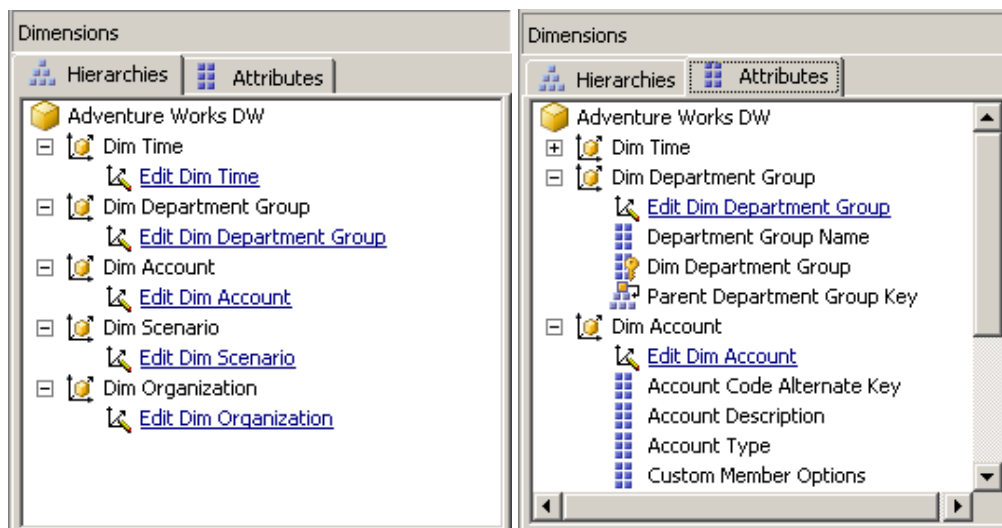 Dimensions
Hierarchies
Attributes
Adventure Works DW
Dim Time
Edit Dim Time
Dim Department Group
Edit Dim Department Group
Dim Account
Edit Dim Account
Dim Scenario
Edit Dim Scenario
Dim Organization
Edit Dim Organization
Dimensions
Hierarchies
Attributes
Adventure Works DW
Dim Time
Dim Department Group
Edit Dim Department Group
Department Group Name
Dim Department Group
Parent Department Group Key
Dim Account
Edit Dim Account
Account Code Alternate Key
Account Description
Account Type
Custom Member Options